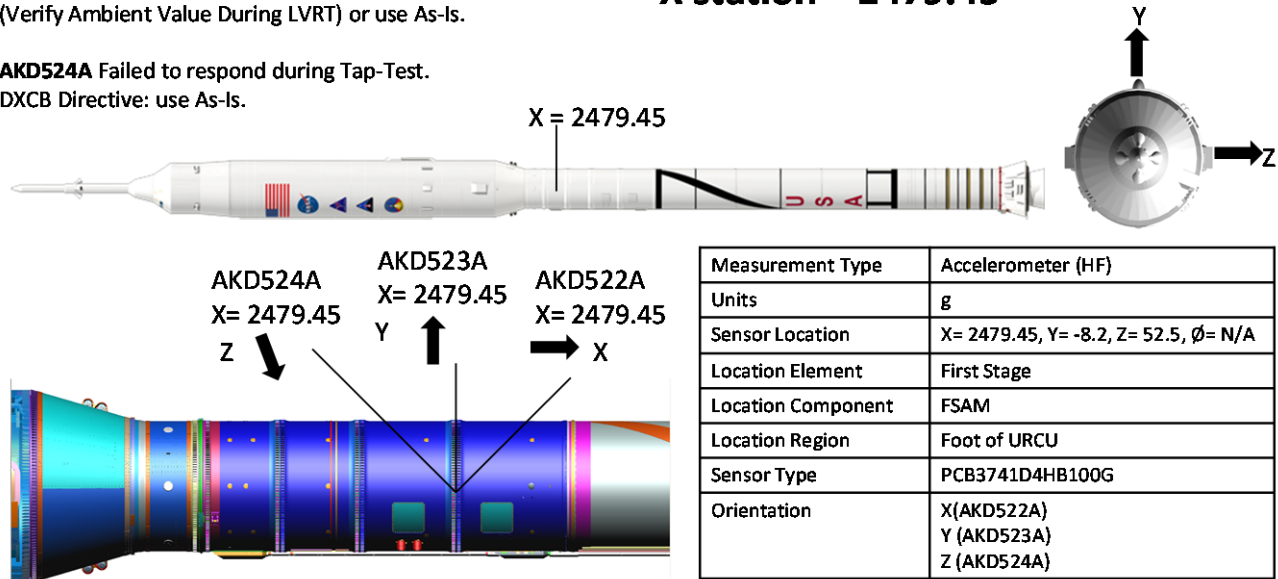 (Verify Ambient Value During LVRT) or use As-Is.
AKD524A Failed to respond during Tap-Test.
DXCB Directive: use As-Is.
X = 2479.45
Y
Z
U S A
AKD524A
X= 2479.45
Z
AKD523A
X= 2479.45
Y
AKD522A
X= 2479.45
X
Measurement Type Accelerometer (HF)
Units g
Sensor Location X= 2479.45, Y= -8.2, Z= 52.5, Ø= N/A
Location Element First Stage
Location Component FSAM
Location Region Foot of URCU
Sensor Type PCB3741D4HB100G
Orientation X(AKD522A)
Y (AKD523A)
Z (AKD524A)